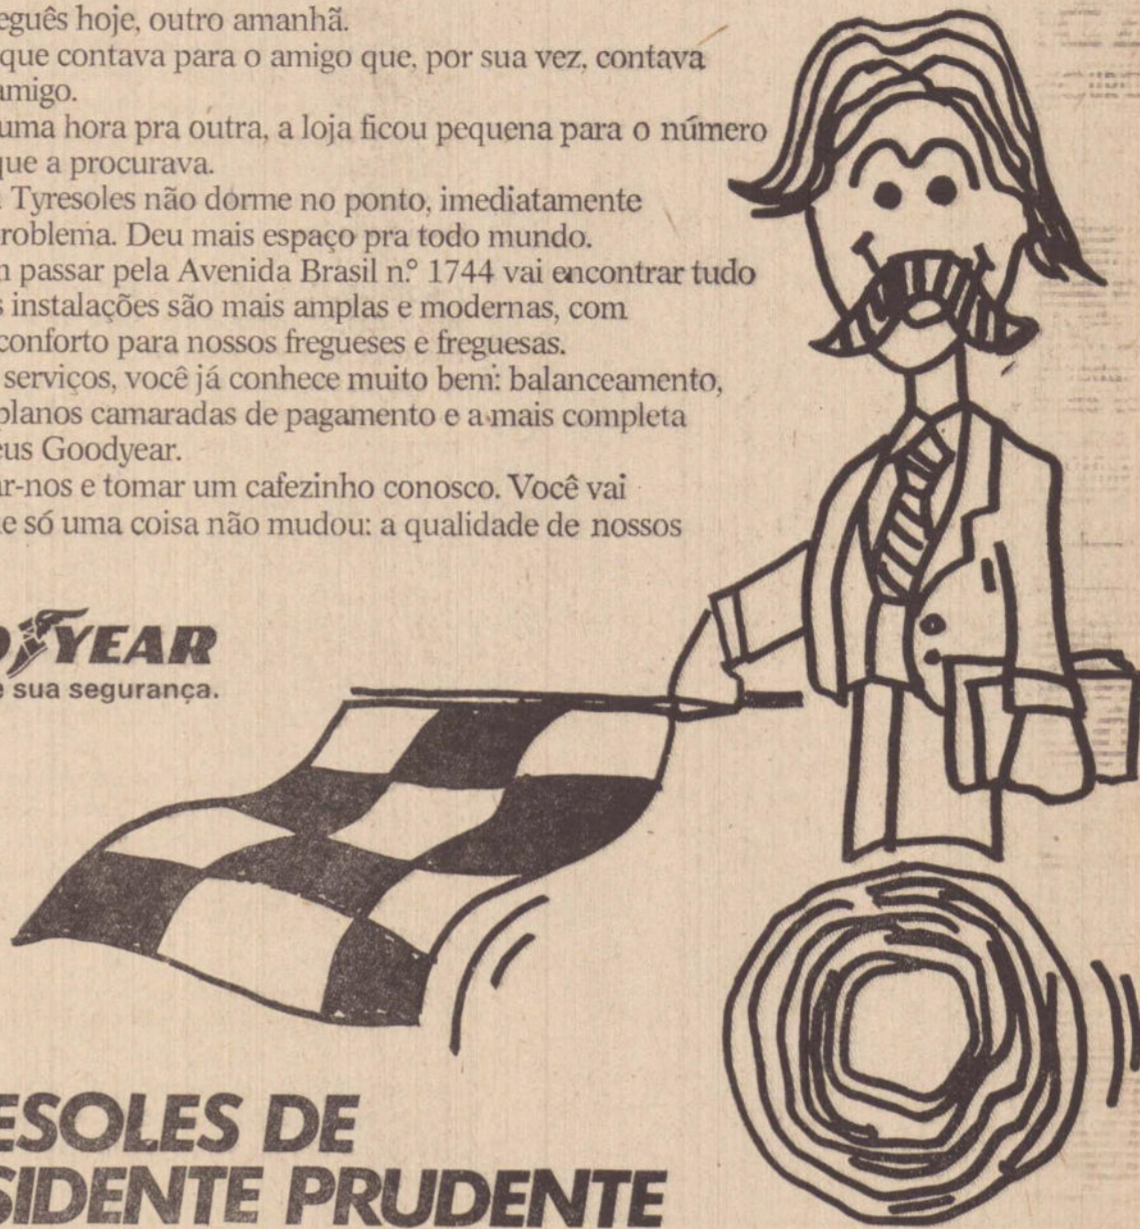 eguês hoje, outro amanhã.
que contava para o amigo que, por sua vez, contava
amigo.
uma hora pra outra, a loja ficou pequena para o número
que a procurava.
Tyresoles não dorme no ponto, imediatamente
roblema. Deu mais espaço pra todo mundo.
passar pela Avenida Brasil n.º 1744 vai encontrar tudo
s instalações são mais amplas e modernas, com
conforto para nossos fregueses e freguesas.
serviços, você já conhece muito bem: balanceamento,
planos camaradas de pagamento e a mais completa
eus Goodyear.
ar-nos e tomar um cafezinho conosco. Você vai
e só uma coisa não mudou: a qualidade de nossos
YEAR
e sua segurança.
ESOLES DE
SIDENTE PRUDENTE